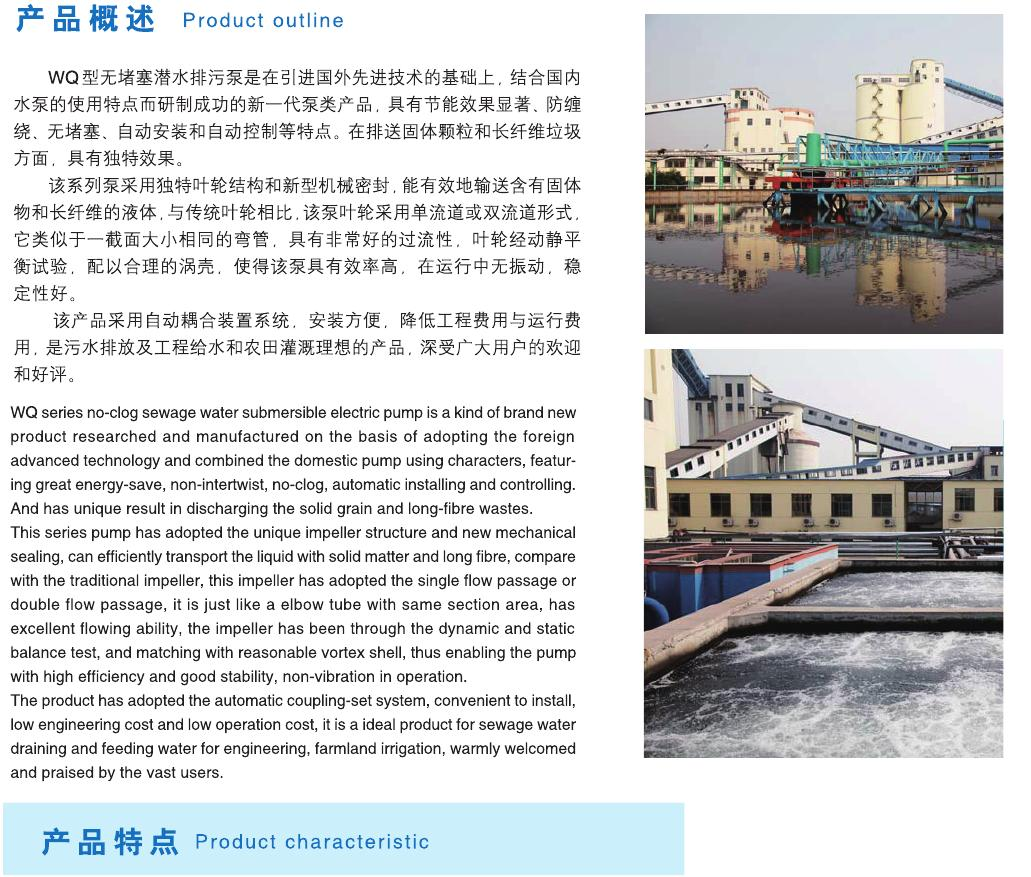 产品概述 Product outline
WQ型无堵塞潜水排污泵是在引进国外先进技术的基础上，结合国内
水泵的使用特点而研制成功的新一代泵类产品，具有节能效果显著、防缠
绕、无堵塞、自动安装和自动控制等特点。在排送固体颗粒和长纤维垃圾
方面，具有独特效果。
该系列泵采用独特叶轮结构和新型机械密封，能有效地输送含有固体
物和长纤维的液体，与传统叶轮相比，该泵叶轮采用单流道或双流道形式，
它类似于一截面大小相同的弯管，具有非常好的过流性，叶轮经动静平
衡试验，配以合理的涡壳，使得该泵具有效率高，在运行中无振动，稳
定性好。
该产品采用自动耦合装置系统，安装方便，降低工程费用与运行费
用，是污水排放及工程给水和农田灌溉理想的产品，深受广大用户的欢迎
和好评。
WQ series no-clog sewage water submersible electric pump is a kind of brand new
product researched and manufactured on the basis of adopting the foreign
advanced technology and combined the domestic pump using characters, featur-
ing great energy-save, non-intertwist, no-clog, automatic installing and controlling.
And has unique result in discharging the solid grain and long-fibre wastes.
This series pump has adopted the unique impeller structure and new mechanical
sealing, can efficiently transport the liquid with solid matter and long fibre, compare
with the traditional impeller, this impeller has adopted the single flow passage or
double flow passage, it is just like a elbow tube with same section area, has
excellent flowing ability, the impeller has been through the dynamic and static
balance test, and matching with reasonable vortex shell, thus enabling the pump
with high efficiency and good stability, non-vibration in operation.
The product has adopted the automatic coupling-set system, convenient to install,
low engineering cost and low operation cost, it is a ideal product for sewage water
draining and feeding water for engineering, farmland irrigation, warmly welcomed
and praised by the vast users.
产品特点 Product characteristic